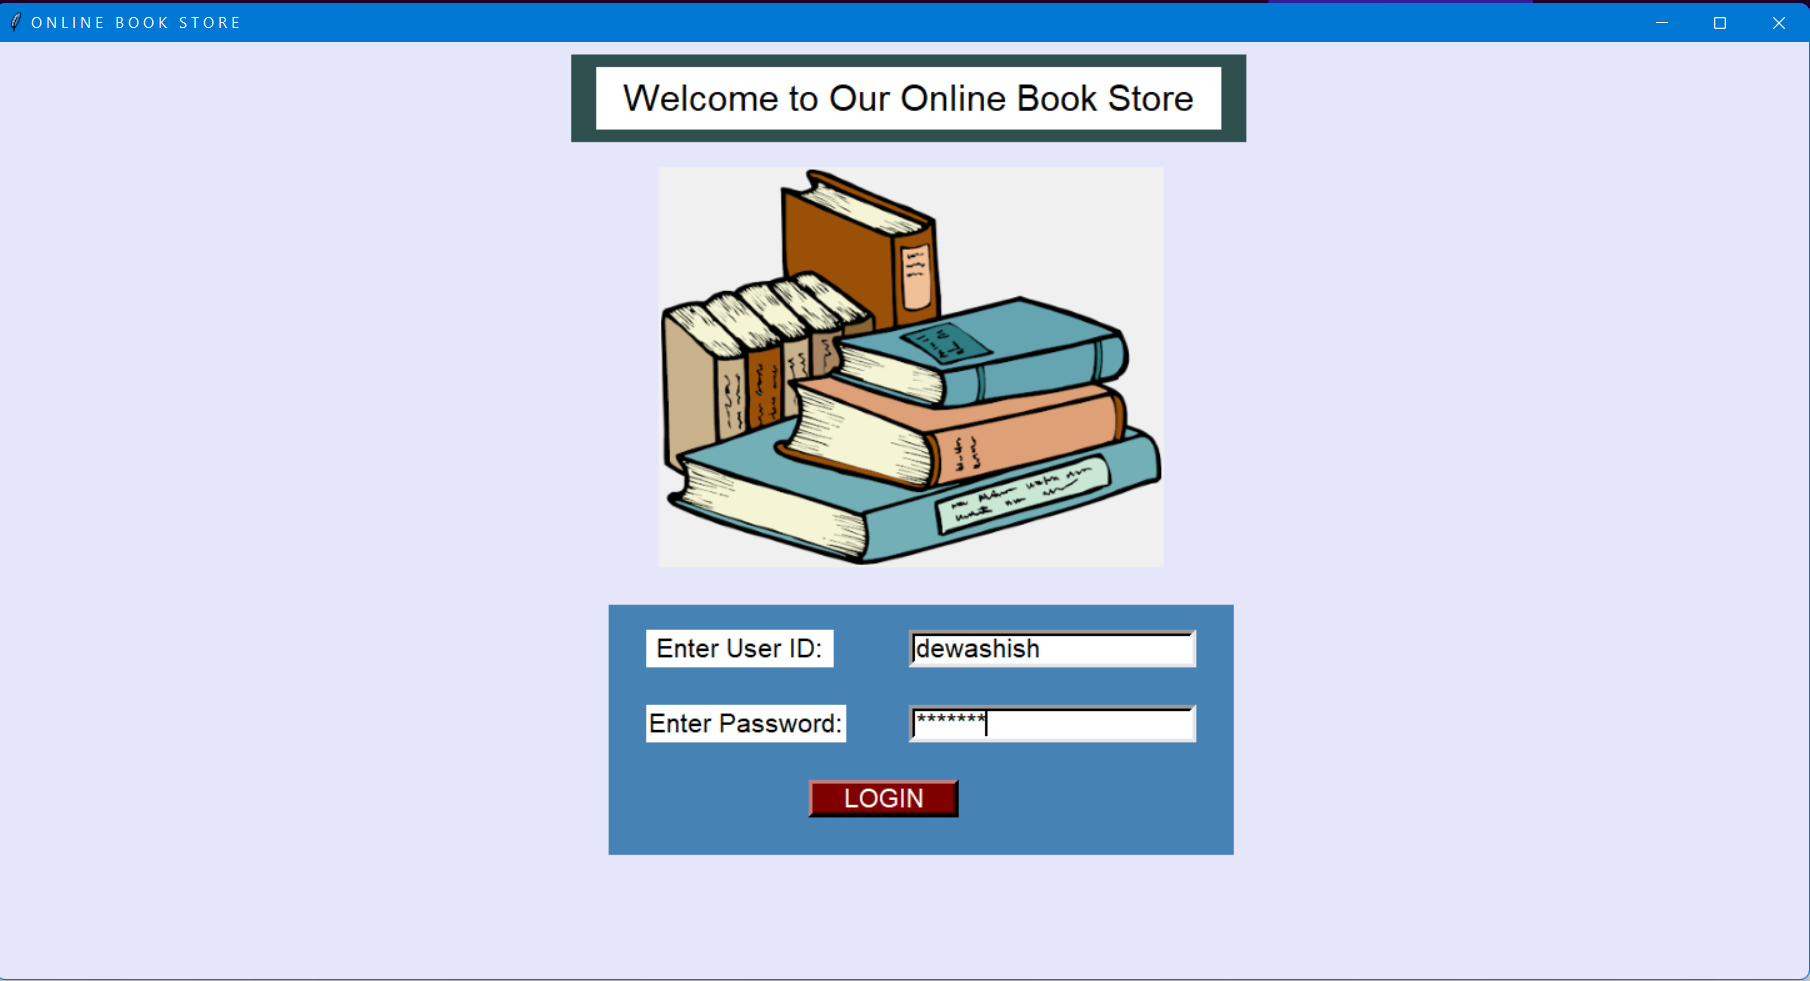 ONLINE BOOK STORE
Welcome to Our Online Book Store
Enter User ID: dewashish
Enter Password: *******
LOGIN